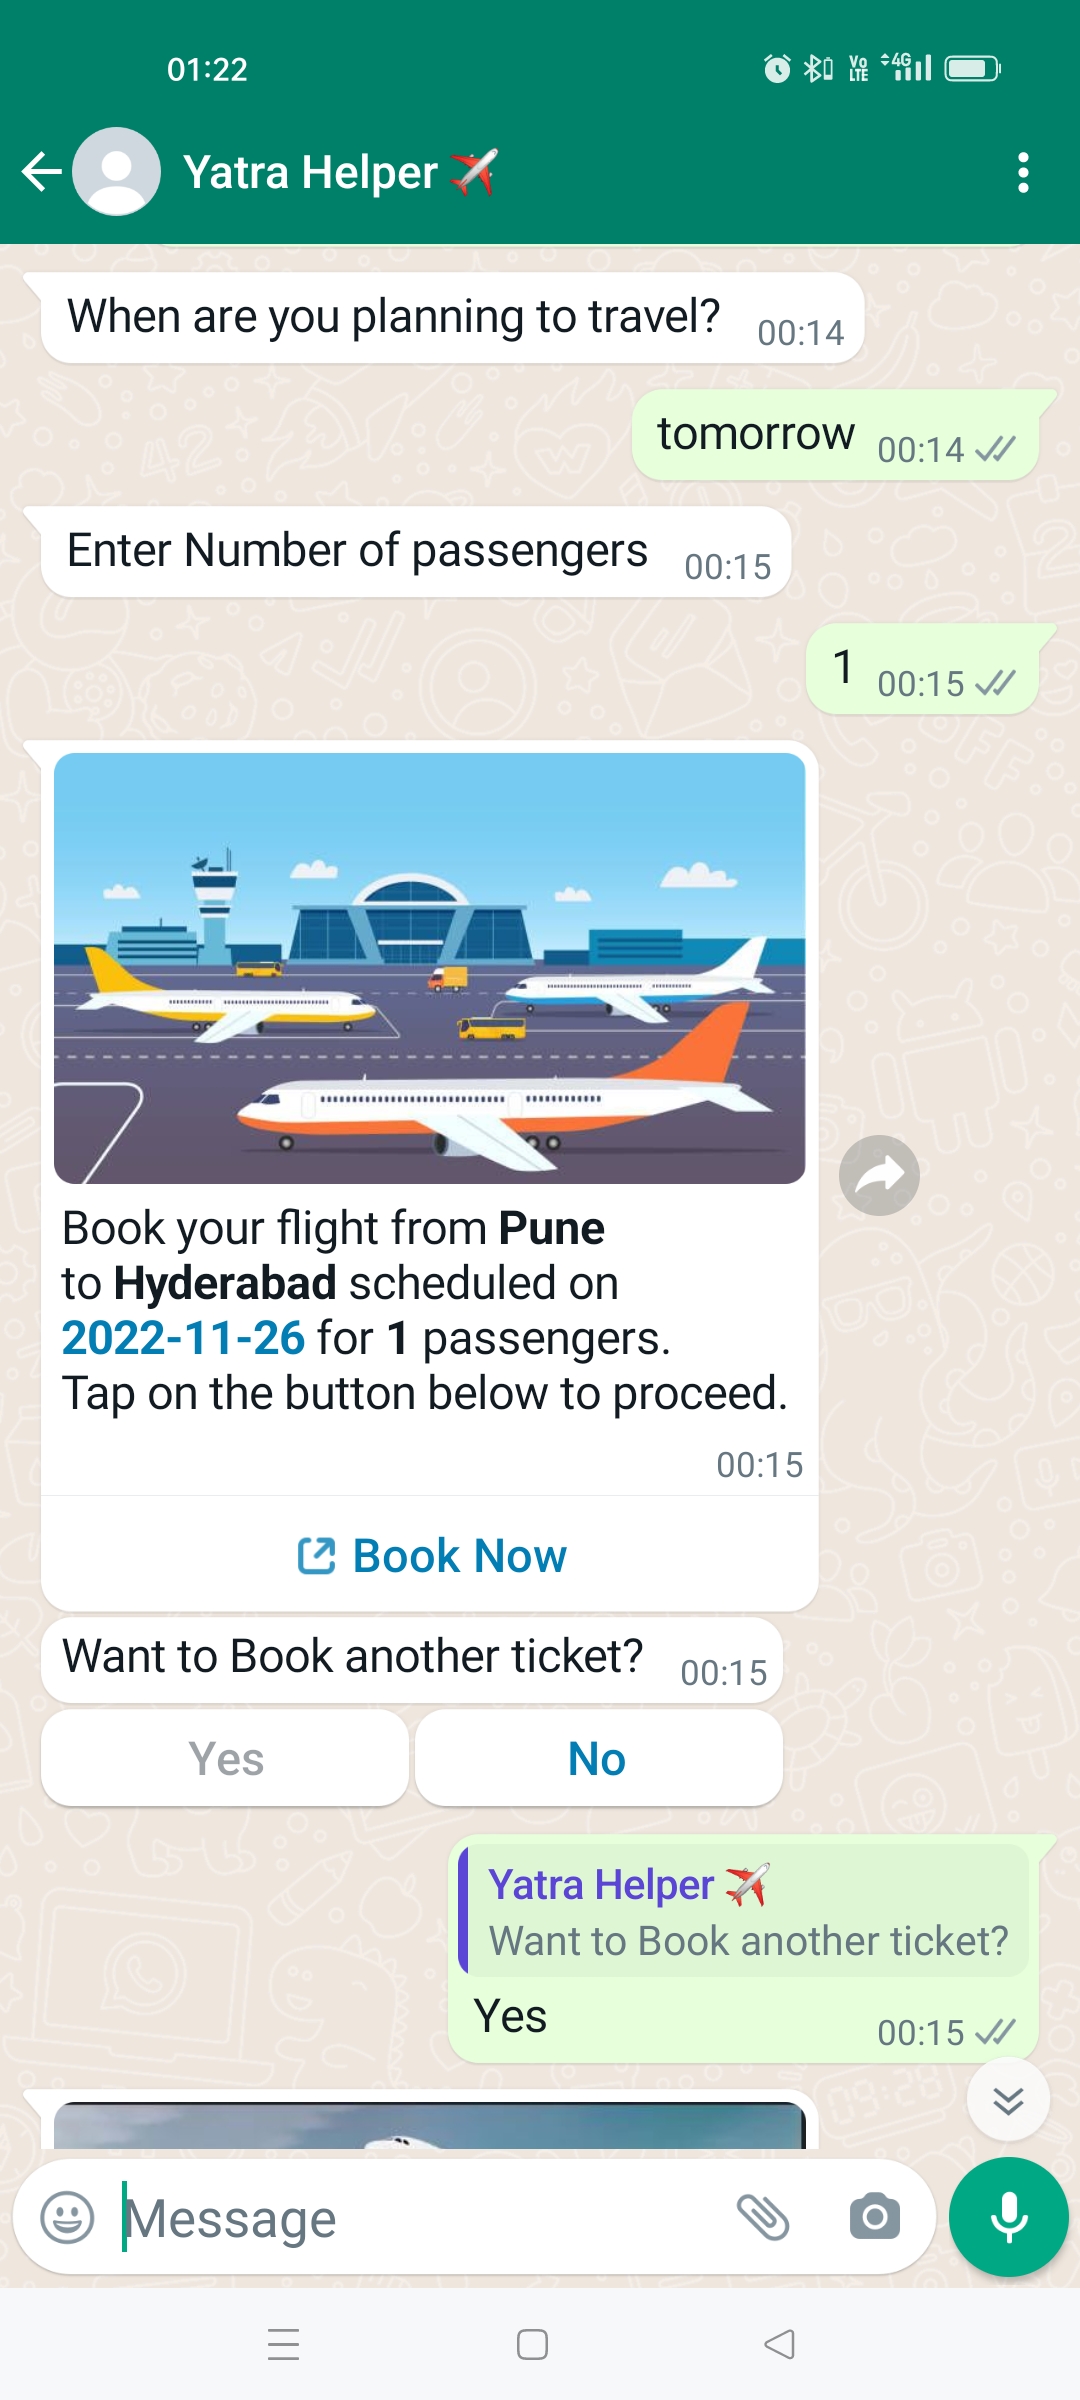 01:22
Vo LTE 4G
Yatra Helper ✈️
When are you planning to travel? 00:14
tomorrow 00:14
Enter Number of passengers 00:15
1 00:15
Book your flight from Pune
to Hyderabad scheduled on
2022-11-26 for 1 passengers.
Tap on the button below to proceed.
00:15
Book Now
Want to Book another ticket? 00:15
Yes No
Yatra Helper ✈️
Want to Book another ticket?
Yes 00:15
Message